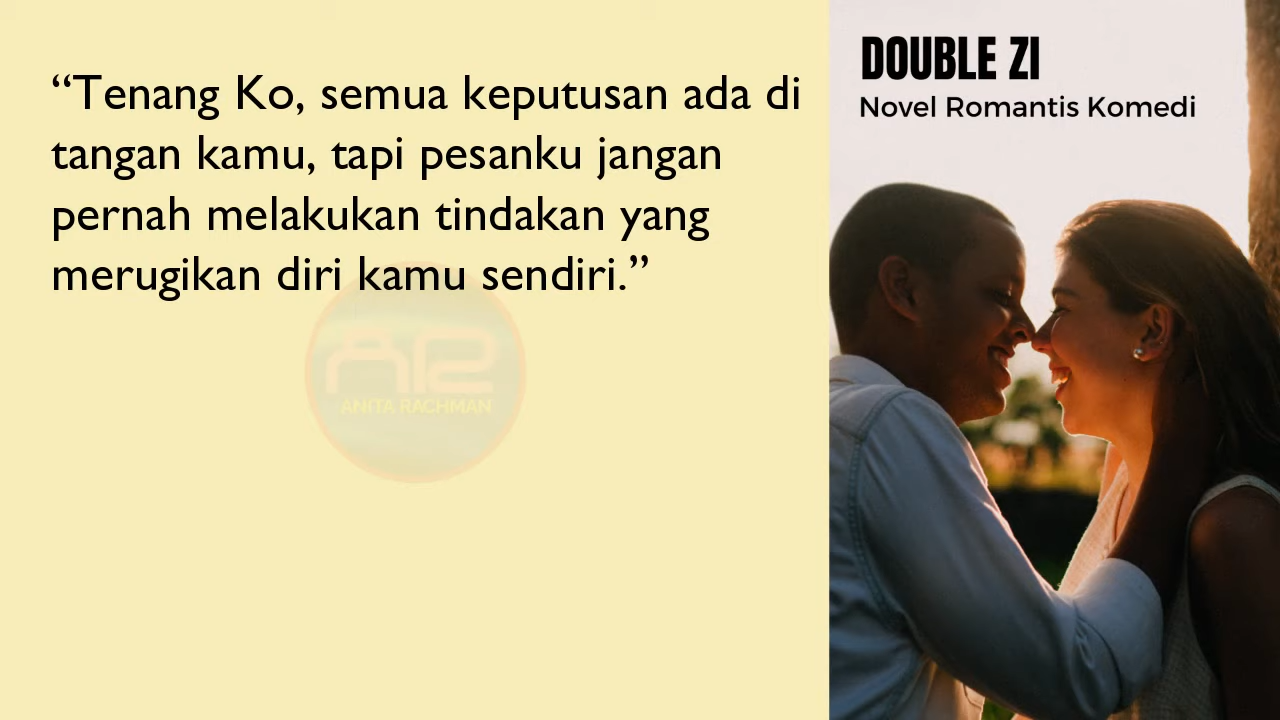 “Tenang Ko, semua keputusan ada di
tangan kamu, tapi pesanku jangan
pernah melakukan tindakan yang
merugikan diri kamu sendiri.”
AR
ANITA RACHMAN
DOUBLE ZI
Novel Romantis Komedi